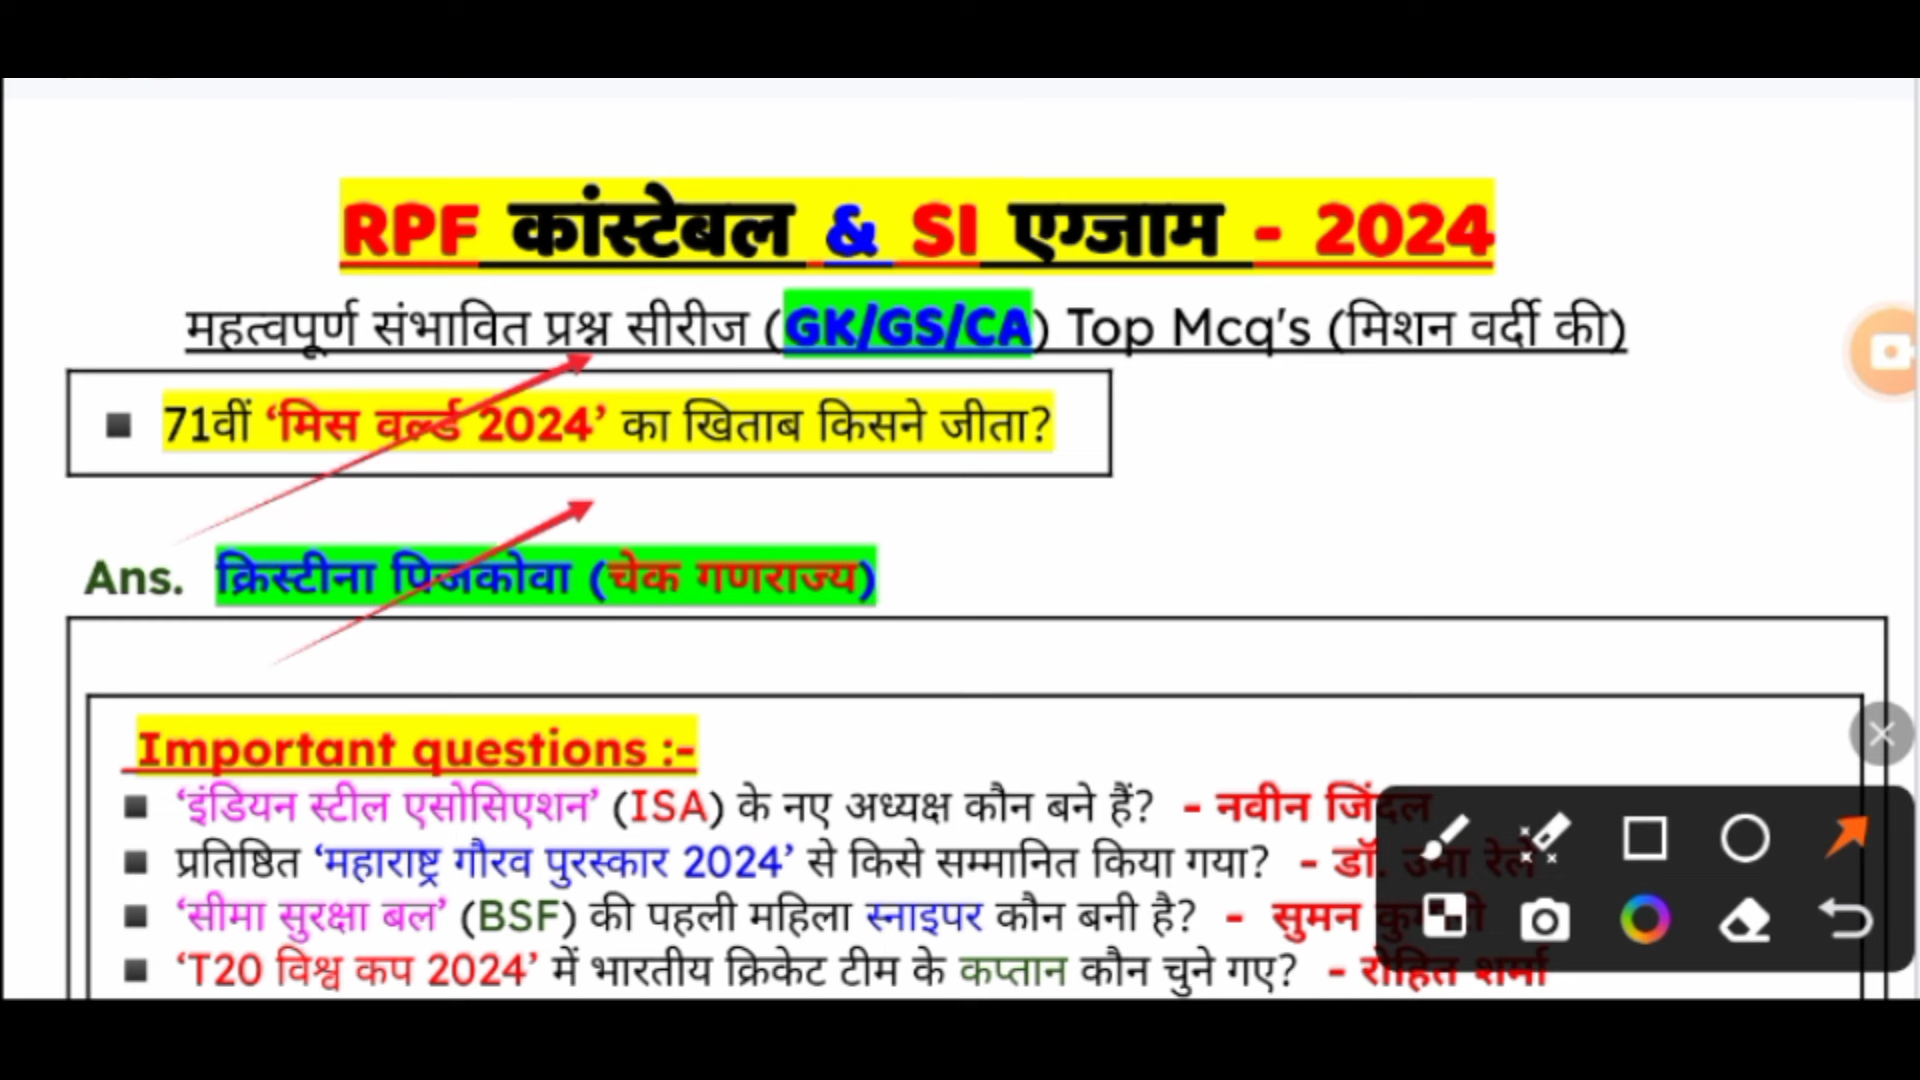 RPF कांस्टेबल & SI एग्जाम - 2024
महत्वपूर्ण संभावित प्रश्न सीरीज (GK/GS/CA) Top Mcq's (मिशन वर्दी की)
▪ 71वीं ‘मिस वर्ल्ड 2024’ का खिताब किसने जीता?
Ans. क्रिस्टीना पिजकोवा (चेक गणराज्य)
Important questions :-
▪ ‘इंडियन स्टील एसोसिएशन’ (ISA) के नए अध्यक्ष कौन बने हैं? - नवीन जिंदल
▪ प्रतिष्ठित ‘महाराष्ट्र गौरव पुरस्कार 2024’ से किसे सम्मानित किया गया? - डॉ. उमा रेले
▪ ‘सीमा सुरक्षा बल’ (BSF) की पहली महिला स्नाइपर कौन बनी है? - सुमन
▪ ‘T20 विश्व कप 2024’ में भारतीय क्रिकेट टीम के कप्तान कौन चुने गए? - रोहित शर्मा